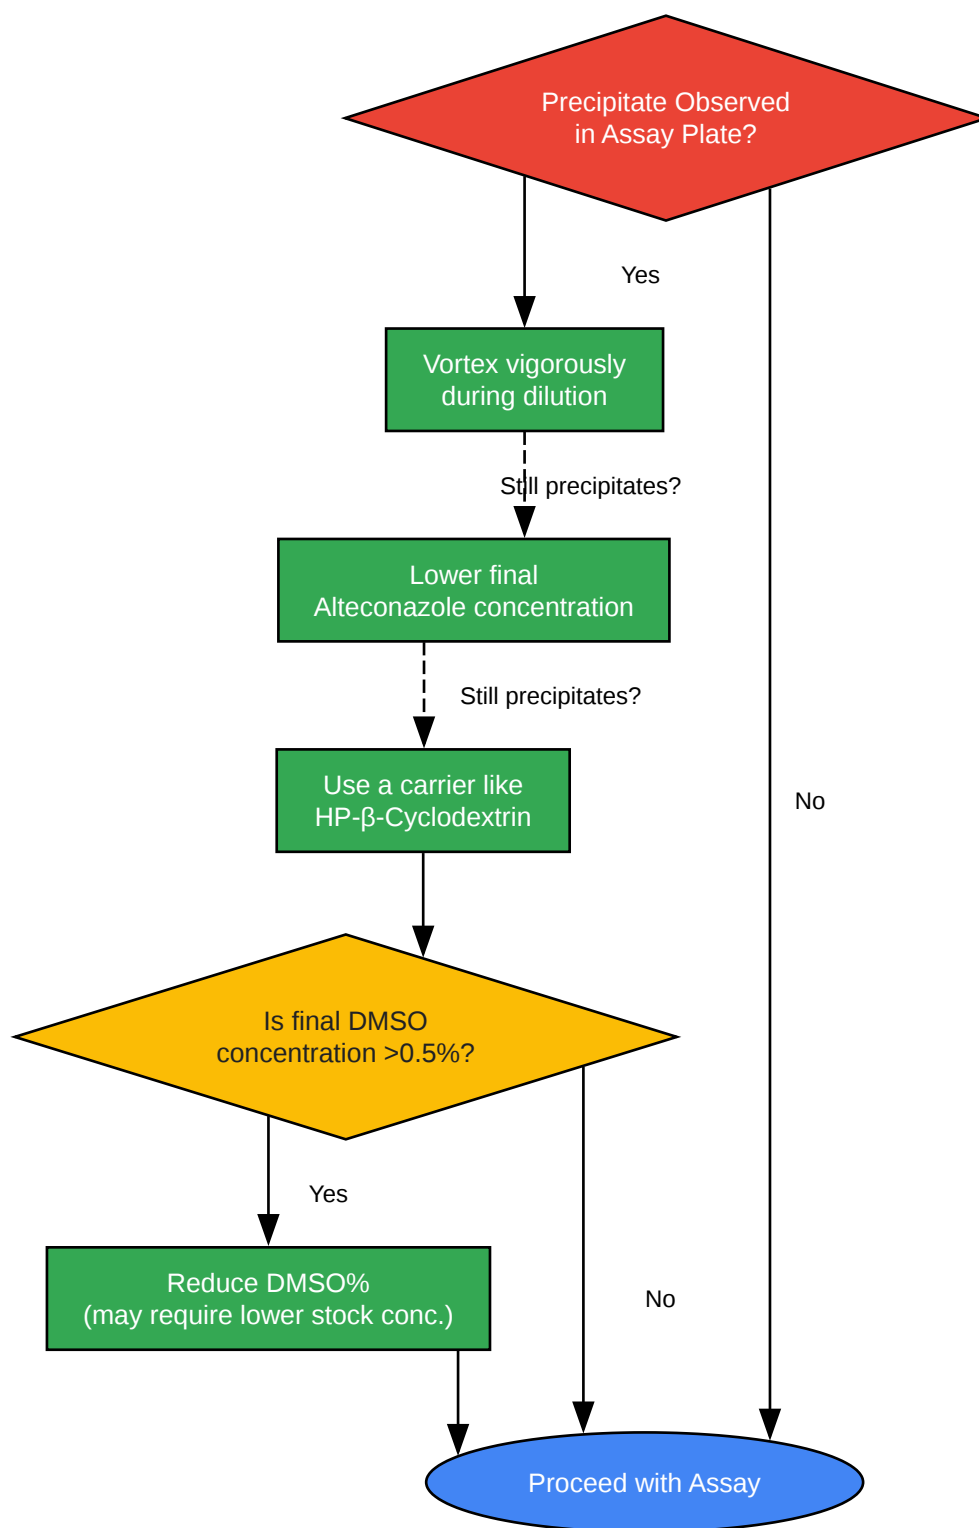 Precipitate Observed
in Assay Plate?
Yes
Vortex vigorously
during dilution
Still precipitates?
Lower final
Alteconazole concentration
Still precipitates?
Use a carrier like
HP-β-Cyclodextrin
No
Is final DMSO
concentration >0.5%?
Yes
Reduce DMSO%
(may require lower stock conc.)
No
Proceed with Assay